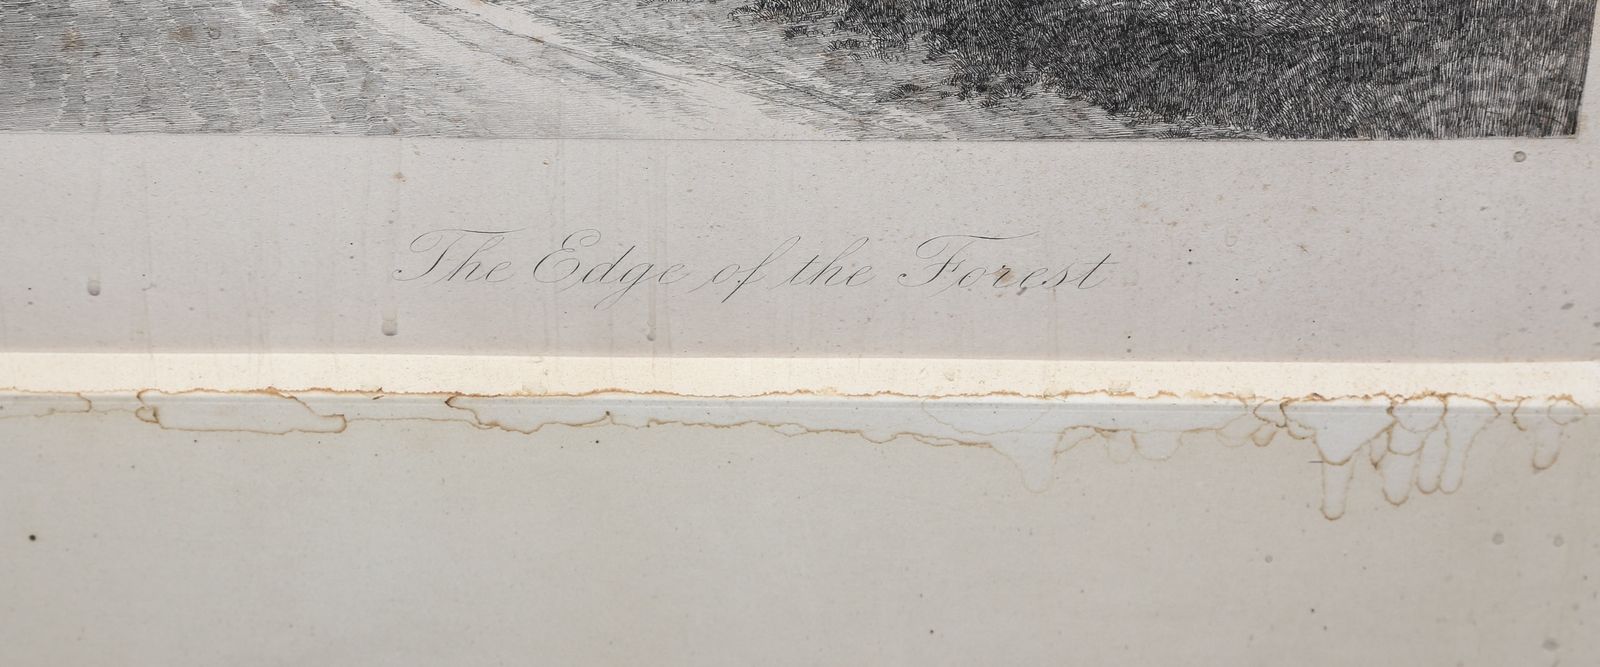 The Edge of the Forest